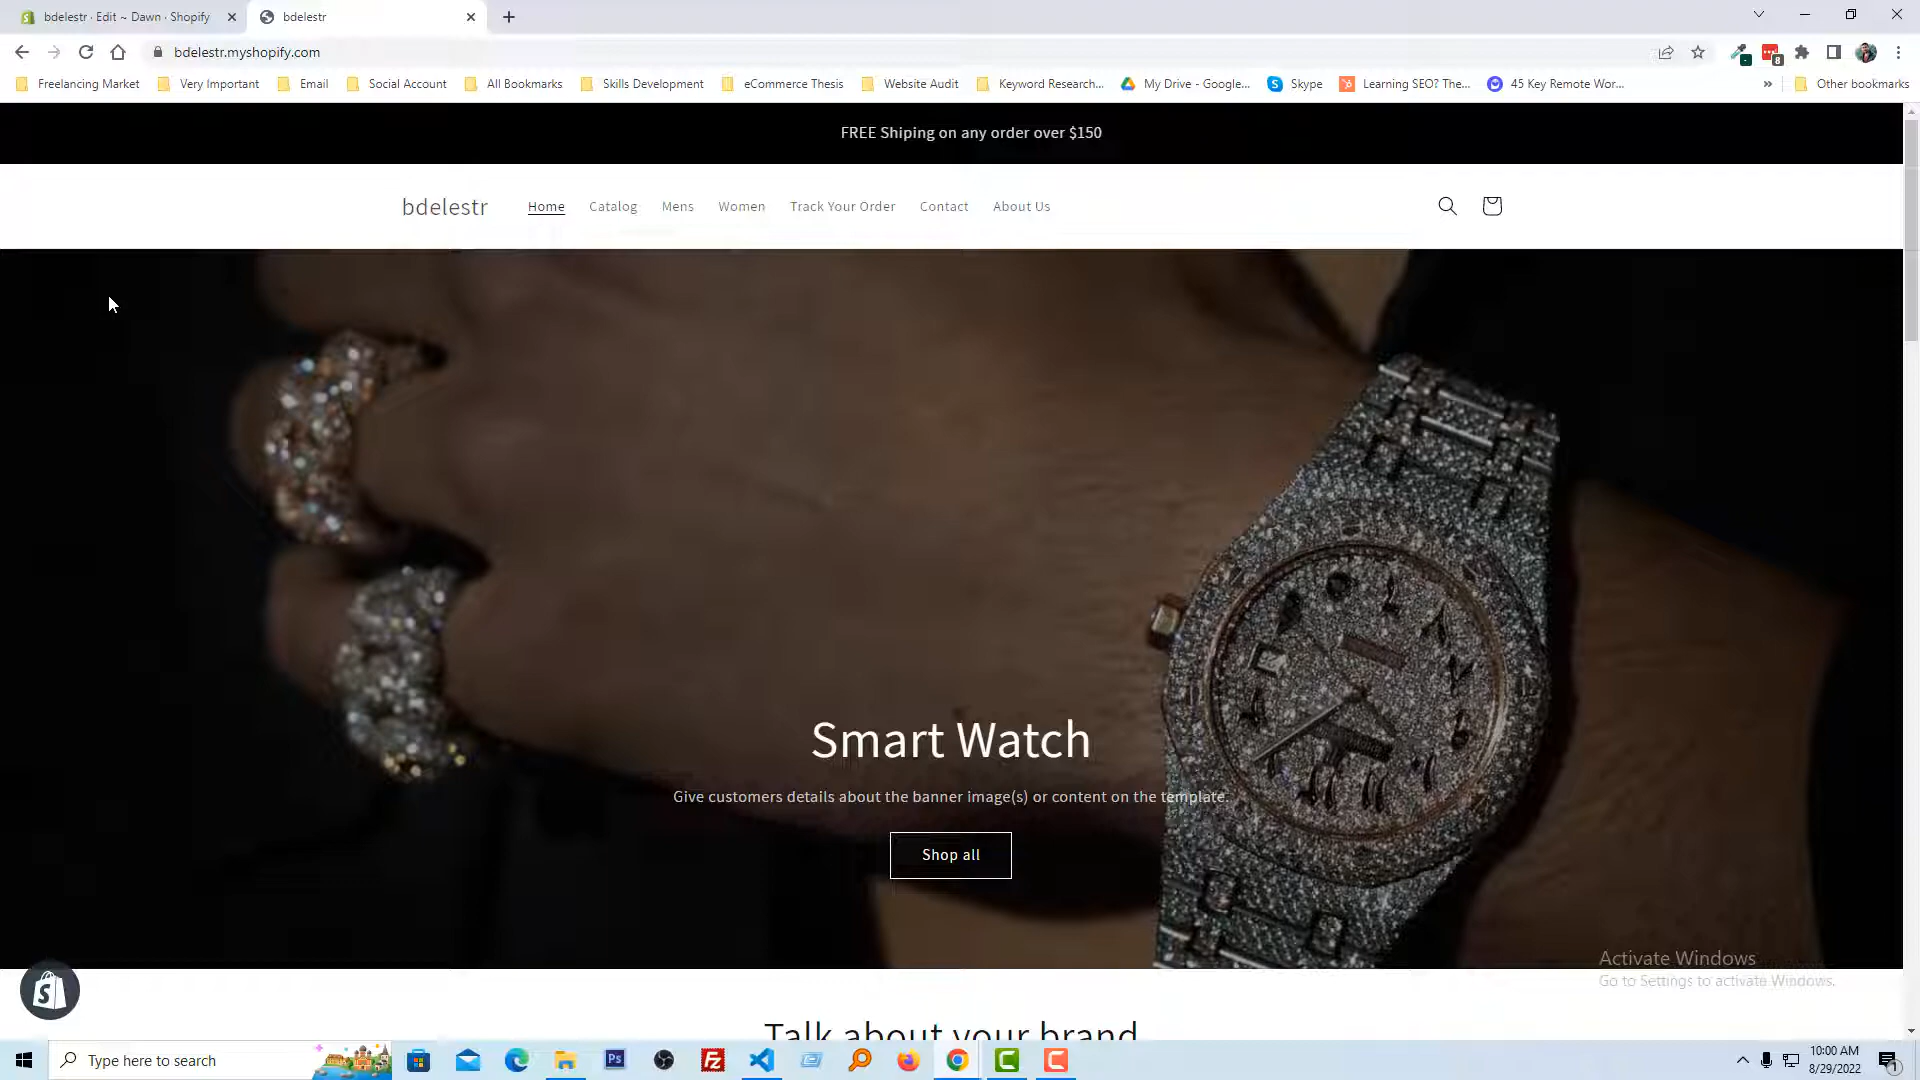 bdelestr · Edit ~ Dawn · Shopify
bdelestr
bdelestr.myshopify.com
8
Freelancing Market
Very Important
Email
Social Account
All Bookmarks
Skills Development
eCommerce Thesis
Website Audit
Keyword Research...
My Drive - Google...
Skype
Learning SEO? The...
45 Key Remote Wor...
Other bookmarks
FREE Shiping on any order over $150
bdelestr
Home
Catalog
Mens
Women
Track Your Order
Contact
About Us
Smart Watch
Give customers details about the banner image(s) or content on the template.
Shop all
Activate Windows
Go to Settings to activate Windows.
Talk about your brand
Type here to search
Ps
10:00 AM
8/29/2022
1